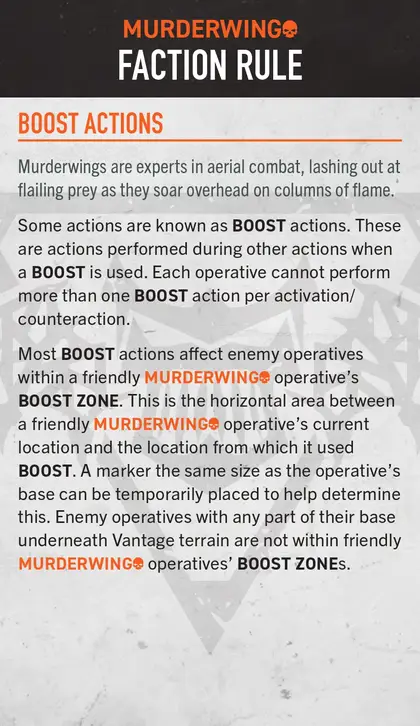 MURDERWING
FACTION RULE
BOOST ACTIONS
Murderwings are experts in aerial combat, lashing out at
flailing prey as they soar overhead on columns of flame.
Some actions are known as BOOST actions. These
are actions performed during other actions when
a BOOST is used. Each operative cannot perform
more than one BOOST action per activation/
counteraction.
Most BOOST actions affect enemy operatives
within a friendly MURDERWING operative’s
BOOST ZONE. This is the horizontal area between
a friendly MURDERWING operative’s current
location and the location from which it used
BOOST. A marker the same size as the operative’s
base can be temporarily placed to help determine
this. Enemy operatives with any part of their base
underneath Vantage terrain are not within friendly
MURDERWING operatives’ BOOST ZONEs.